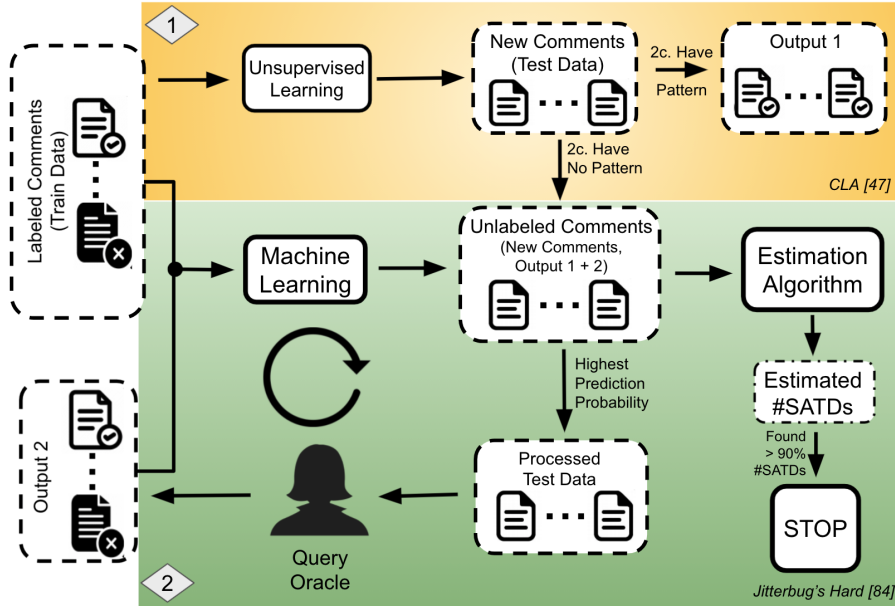 1
Unsupervised
Learning
New Comments
(Test Data)
2c. Have
Pattern
Output 1
2c. Have
No Pattern
CLA [47]
Labeled Comments
(Train Data)
Machine
Learning
Unlabeled Comments
(New Comments,
Output 1 + 2)
Estimation
Algorithm
Highest
Prediction
Probability
Estimated
#SATDs
Found
> 90%
#SATDs
Output 2
Query
Oracle
Processed
Test Data
STOP
2
Jitterbug's Hard [84]